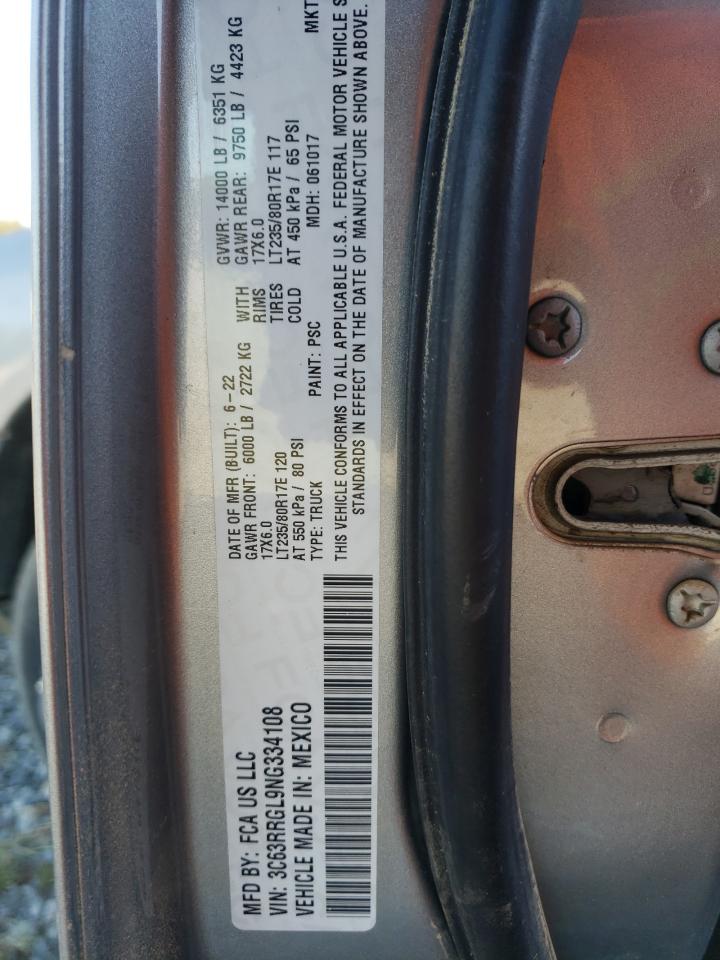 MFD BY: FCA US LLC
DATE OF MFR (BUILT): 6-22
GVWR: 14000 LB / 6351 KG
GAWR FRONT: 6000 LB / 2722 KG
WITH
GAWR REAR: 9750 LB / 4423 KG
17X6.0
RIMS
17X6.0
LT235/80R17E 120
TIRES
LT235/80R17E 117
AT 550 kPa / 80 PSI
COLD
AT 450 kPa / 65 PSI
VIN: 3C63RRGL9NG334108
TYPE: TRUCK
PAINT: PSC
MDH: 061017
MKT
VEHICLE MADE IN: MEXICO
THIS VEHICLE CONFORMS TO ALL APPLICABLE U.S.A. FEDERAL MOTOR VEHICLE S
STANDARDS IN EFFECT ON THE DATE OF MANUFACTURE SHOWN ABOVE.